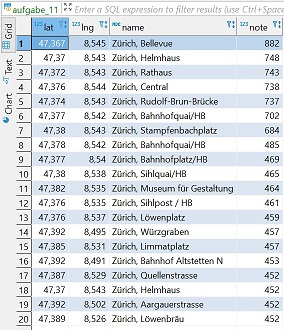 aufgabe_11 Enter a SQL expression to filter results (use Ctrl+Space
Grid
Text
Chart
123 lat 123 lng ABC name 123 note
1 47,367 8,545 Zürich, Bellevue 882
2 47,37 8,543 Zürich, Helmhaus 748
3 47,372 8,543 Zürich, Rathaus 743
4 47,376 8,544 Zürich, Central 738
5 47,374 8,543 Zürich, Rudolf-Brun-Brücke 737
6 47,377 8,542 Zürich, Bahnhofquai/HB 702
7 47,38 8,543 Zürich, Stampfenbachplatz 684
8 47,378 8,542 Zürich, Bahnhofquai/HB 485
9 47,377 8,54 Zürich, Bahnhofplatz/HB 469
10 47,38 8,538 Zürich, Sihlquai/HB 465
11 47,382 8,535 Zürich, Museum für Gestaltung 464
12 47,376 8,535 Zürich, Sihlpost / HB 461
13 47,376 8,537 Zürich, Löwenplatz 459
14 47,392 8,495 Zürich, Würzgraben 457
15 47,385 8,531 Zürich, Limmatplatz 457
16 47,392 8,491 Zürich, Bahnhof Altstetten N 453
17 47,387 8,529 Zürich, Quellenstrasse 452
18 47,37 8,543 Zürich, Helmhaus 452
19 47,392 8,502 Zürich, Aargauerstrasse 452
20 47,389 8,526 Zürich, Löwenbräu 452